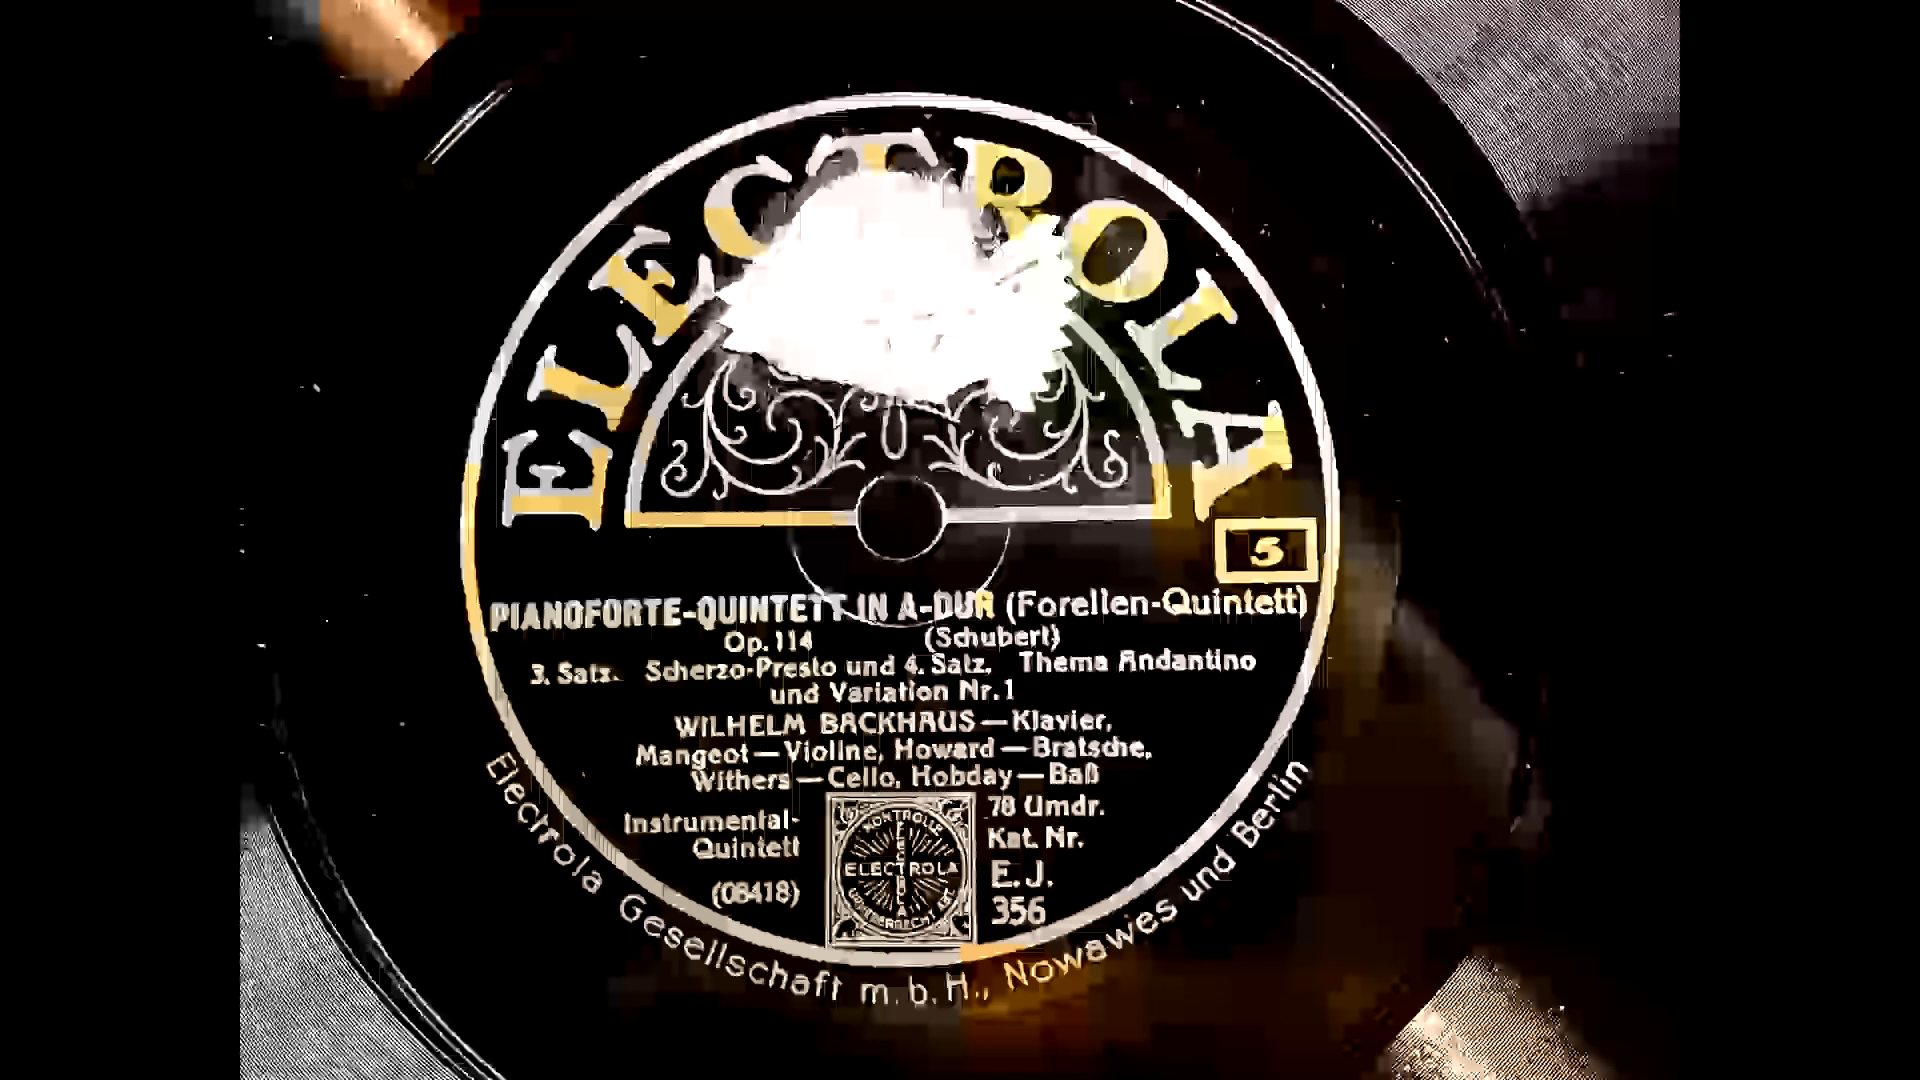 ELECTROLA
5
PIANOFORTE-QUINTETT IN A-DUR (Forellen-Quintett)
Op. 114 (Schubert)
3. Satz. Scherzo-Presto und 4. Satz. Thema Andantino
und Variation Nr. 1
WILHELM BACKHAUS — Klavier,
Mangeot — Violine, Howard — Bratsche,
Withers — Cello, Hobday — Baß
Instrumental-
Quintett
(08418)
KONTROLLE
ELECTROLA
ELECTROLA
78 Umdr.
Kat. Nr.
E. J.
356
Electrola Gesellschaft m. b. H., Nowawes und Berlin